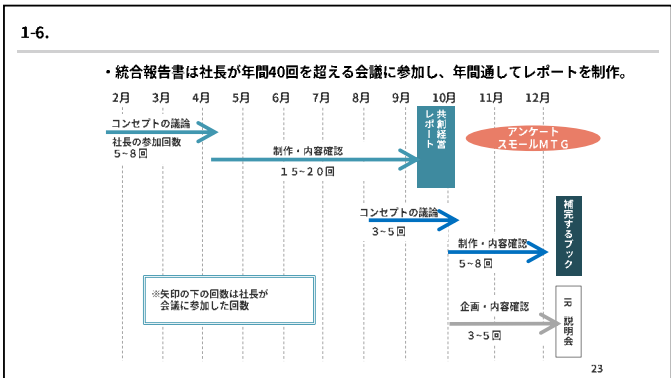 1-6.
・統合報告書は社長が年間40回を超える会議に参加し、年間通してレポートを制作。
2月 3月 4月 5月 6月 7月 8月 9月 10月 11月 12月
コンセプトの議論
社長の参加回数
５~８回
制作・内容確認
１５~２０回
共創経営
レポート
アンケート
スモールＭＴＧ
コンセプトの議論
３~５回
制作・内容確認
５~８回
補完するブック
※矢印の下の回数は社長が
会議に参加した回数
企画・内容確認
３~５回
IR 説明会
23